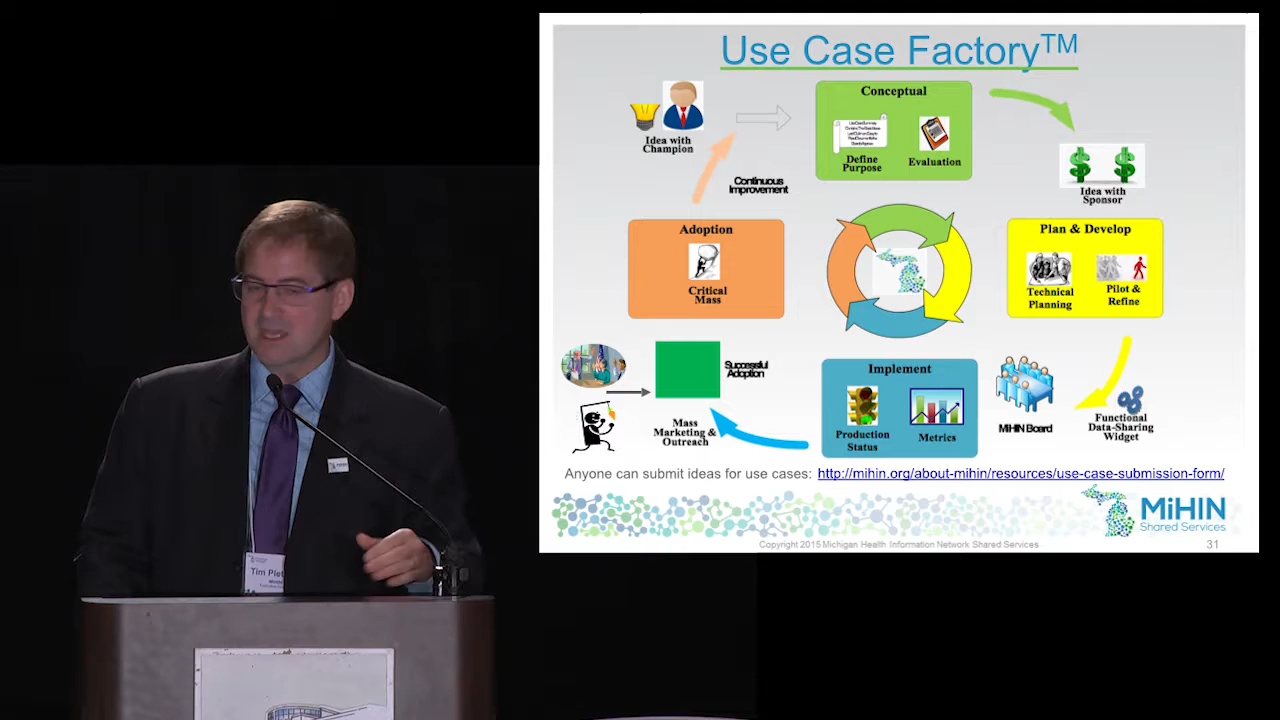 Use Case Factory™
Idea with
Champion
Conceptual
Define
Purpose
Evaluation
Idea with
Sponsor
Continuous
Improvement
Adoption
Critical
Mass
Plan & Develop
Technical
Planning
Pilot &
Refine
Successful
Adoption
Mass
Marketing &
Outreach
Implement
Production
Status
Metrics
MiHIN Board
Functional
Data-Sharing
Widget
Anyone can submit ideas for use cases: http://mihin.org/about-mihin/resources/use-case-submission-form/
MiHIN
Shared Services
Copyright 2015 Michigan Health Information Network Shared Services
31
Tim